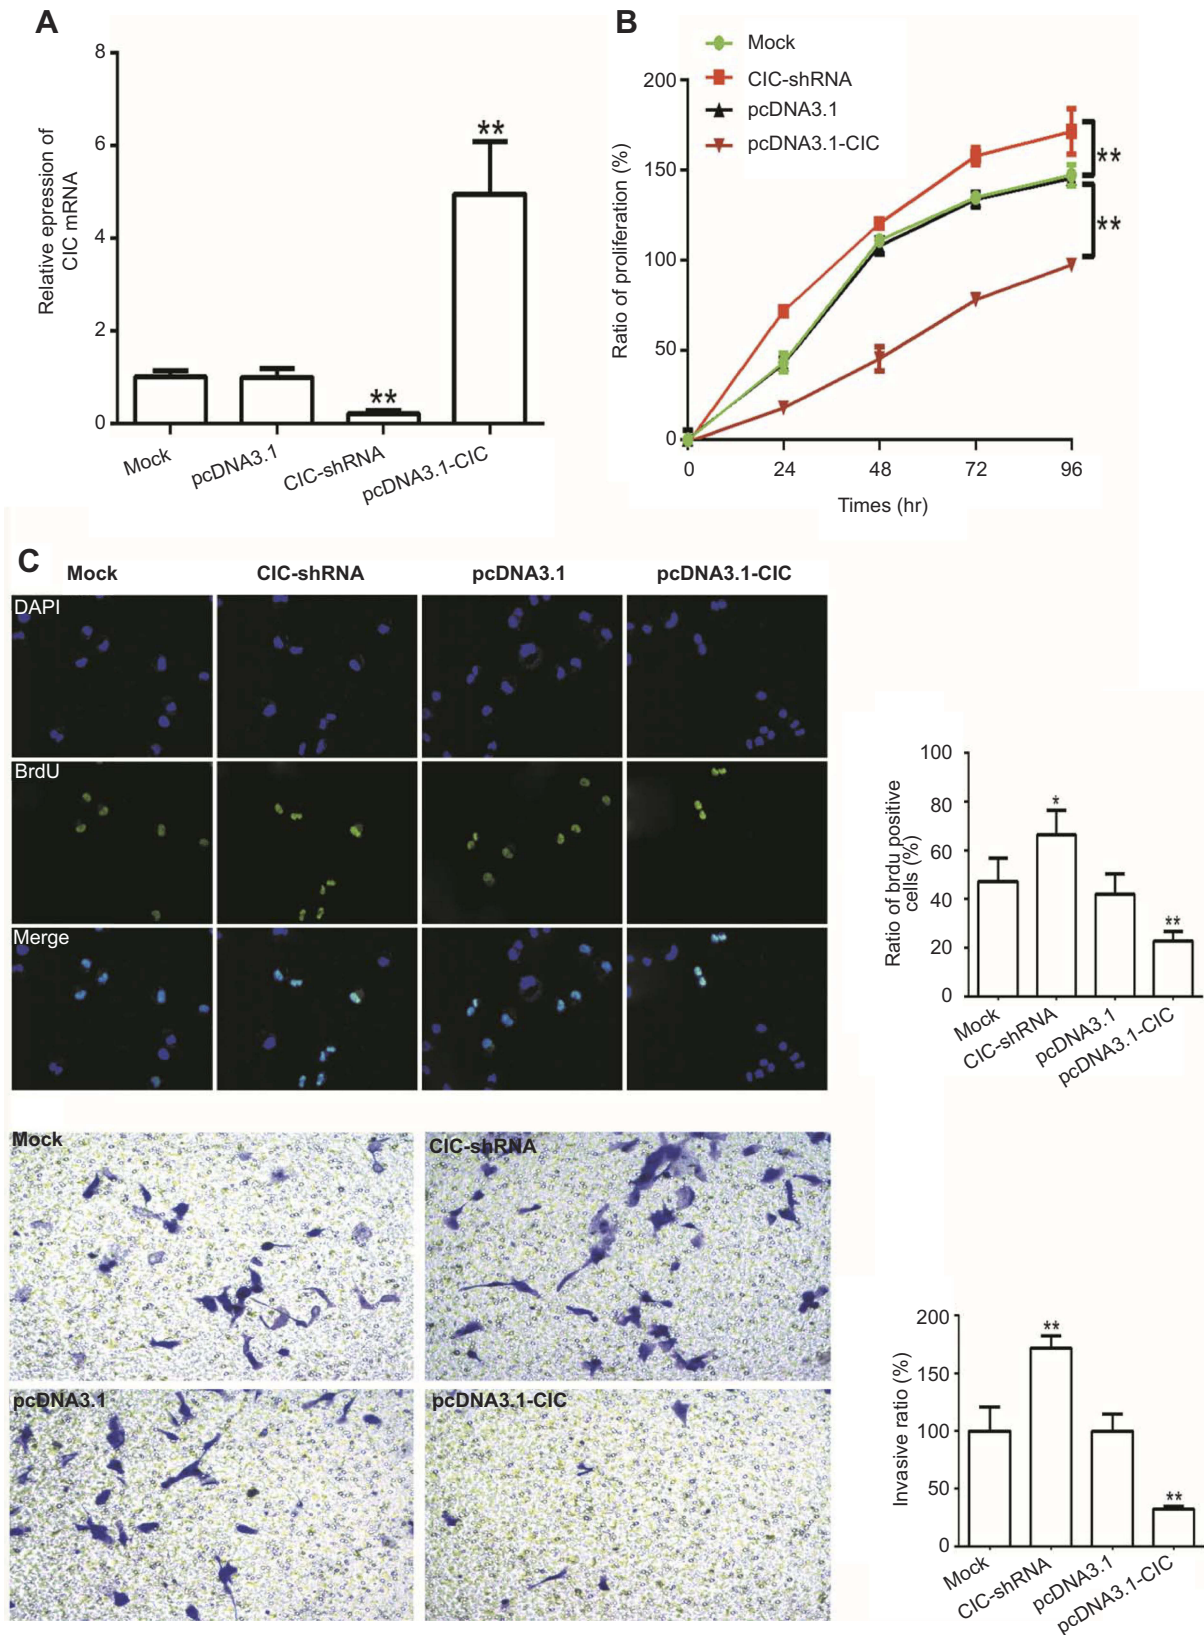 A
8
6
4
2
0
Relative epression of
CIC mRNA
**
**
Mock
pcDNA3.1
CIC-shRNA
pcDNA3.1-CIC
B
Mock
CIC-shRNA
pcDNA3.1
pcDNA3.1-CIC
200
150
100
50
0
Ratio of proliferation (%)
**
**
0 24 48 72 96
Times (hr)
C
Mock CIC-shRNA pcDNA3.1 pcDNA3.1-CIC
DAPI
BrdU
Merge
100
80
60
40
20
0
Ratio of brdu positive
cells (%)
*
**
Mock
CIC-shRNA
pcDNA3.1
pcDNA3.1-CIC
Mock
CIC-shRNA
pcDNA3.1
pcDNA3.1-CIC
200
150
100
50
0
Invasive ratio (%)
**
**
Mock
CIC-shRNA
pcDNA3.1
pcDNA3.1-CIC